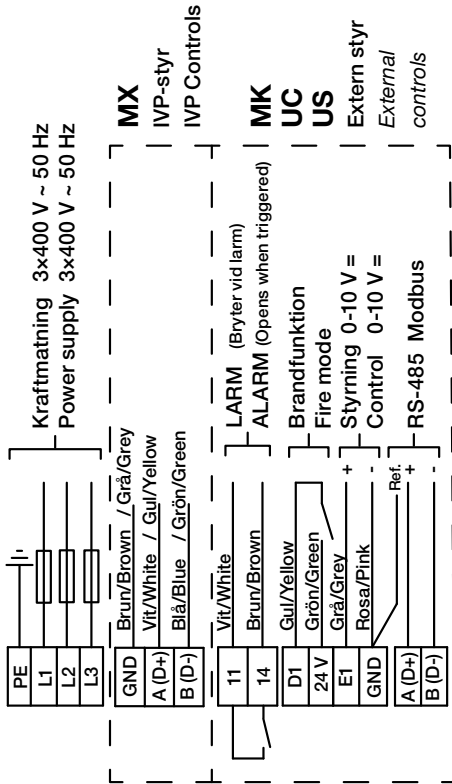 PE
L1
L2
L3
Kraftmatning 3×400 V ~ 50 Hz
Power supply 3×400 V ~ 50 Hz
GND
A (D+)
B (D-)
Brun/Brown / Grå/Grey
Vit/White / Gul/Yellow
Blå/Blue / Grön/Green
MX
IVP-styr
IVP Controls
11
14
Vit/White
Brun/Brown
LARM (Bryter vid larm)
ALARM (Opens when triggered)
D1
24 V
E1
GND
Gul/Yellow
Grön/Green
Grå/Grey
Rosa/Pink
Brandfunktion
Fire mode
+
-
Styrning 0-10 V =
Control 0-10 V =
A (D+)
B (D-)
Ref.
+
-
RS-485 Modbus
MK
UC
US
Extern styr
External
controls